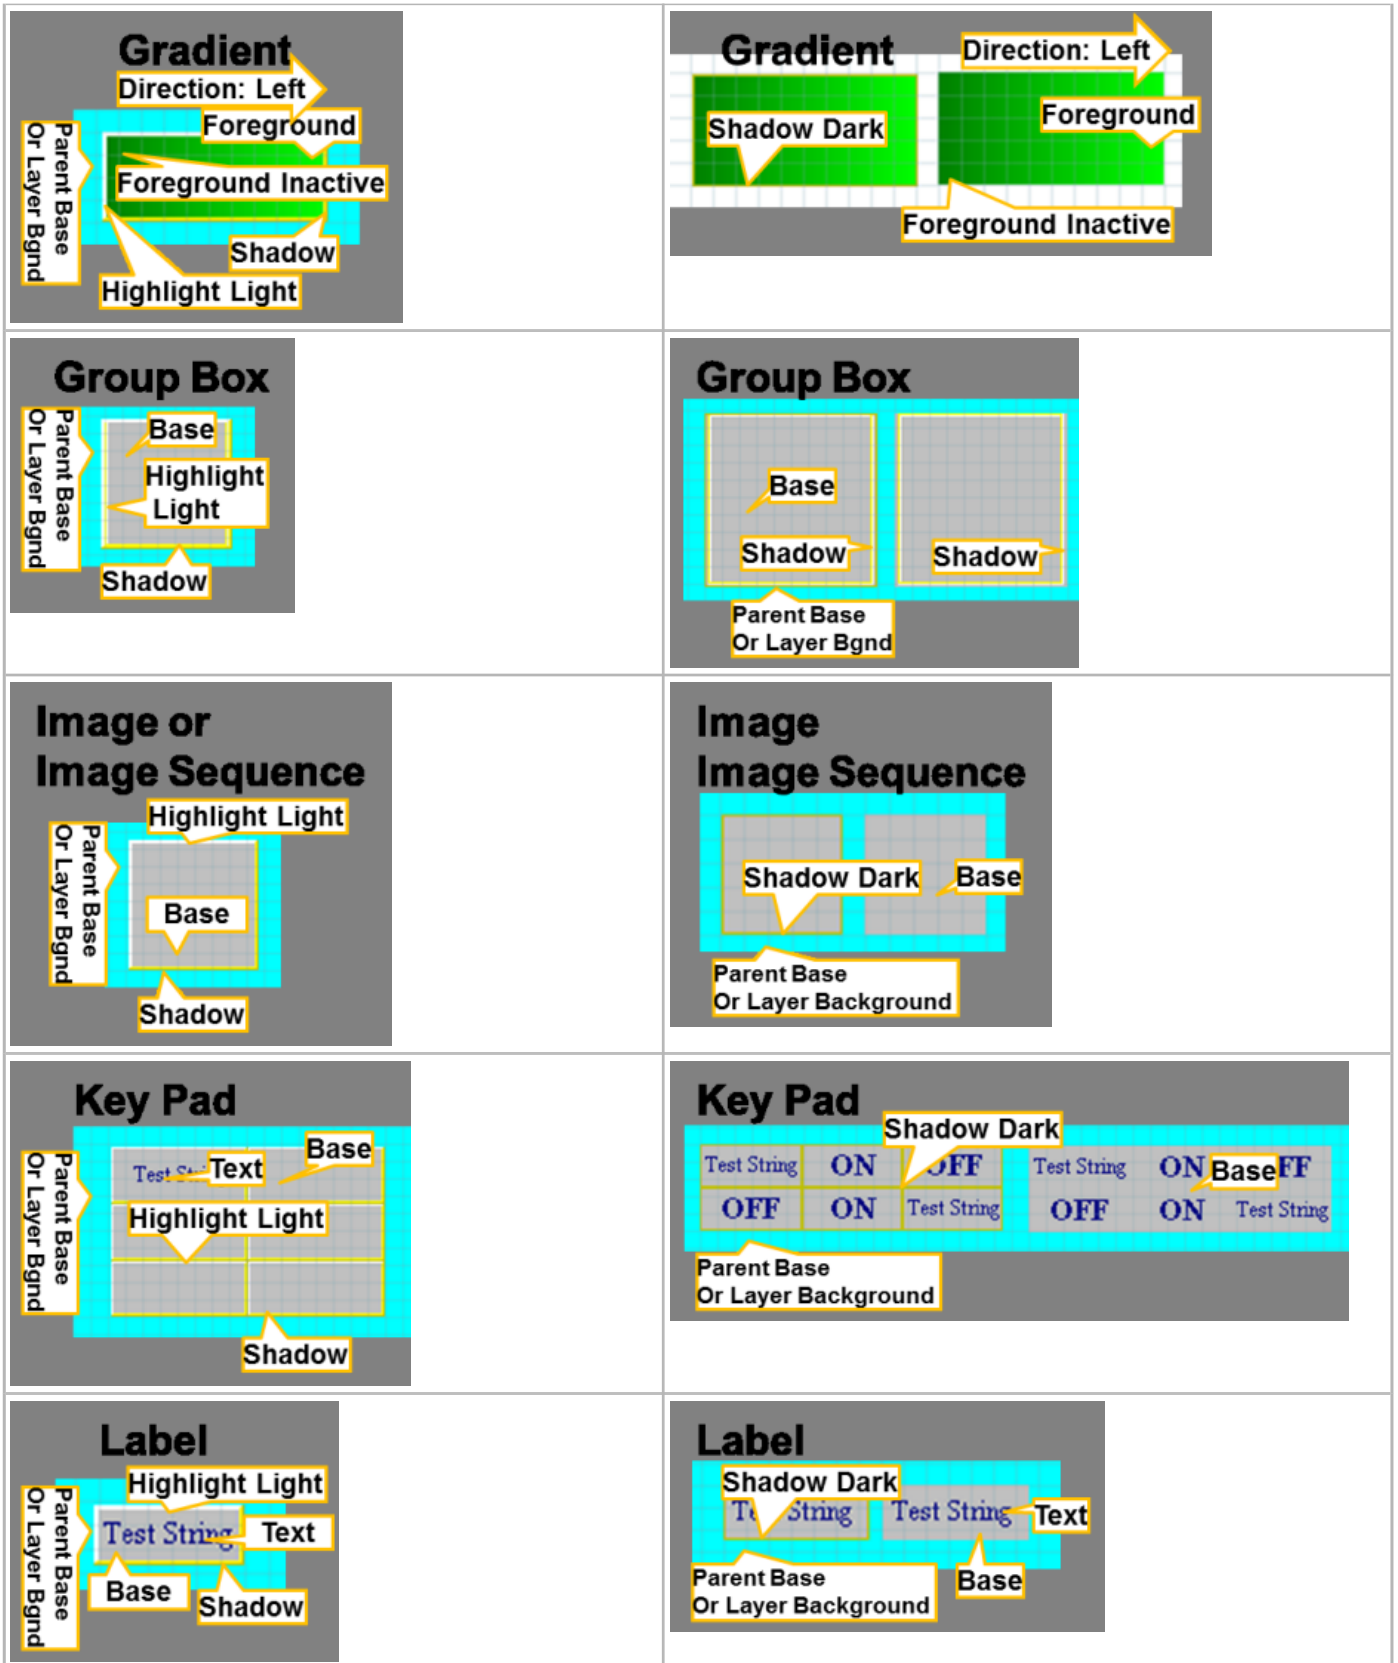 Gradient
Direction: Left
Foreground
Parent Base
Or Layer Bgnd
Foreground Inactive
Shadow
Highlight Light
Gradient
Direction: Left
Shadow Dark
Foreground
Foreground Inactive
Group Box
Parent Base
Or Layer Bgnd
Base
Highlight
Light
Shadow
Group Box
Base
Shadow
Shadow
Parent Base
Or Layer Bgnd
Image or
Image Sequence
Highlight Light
Parent Base
Or Layer Bgnd
Base
Shadow
Image
Image Sequence
Shadow Dark
Base
Parent Base
Or Layer Background
Key Pad
Parent Base
Or Layer Bgnd
Base
Test
Text
Highlight Light
Shadow
Key Pad
Shadow Dark
Test String ON OFF
OFF ON Test String
Test String ON
Base
OFF ON Test String
Parent Base
Or Layer Background
Label
Highlight Light
Parent Base
Or Layer Bgnd
Test String
Text
Base
Shadow
Label
Shadow Dark
String
Test String
Text
Base
Parent Base
Or Layer Background